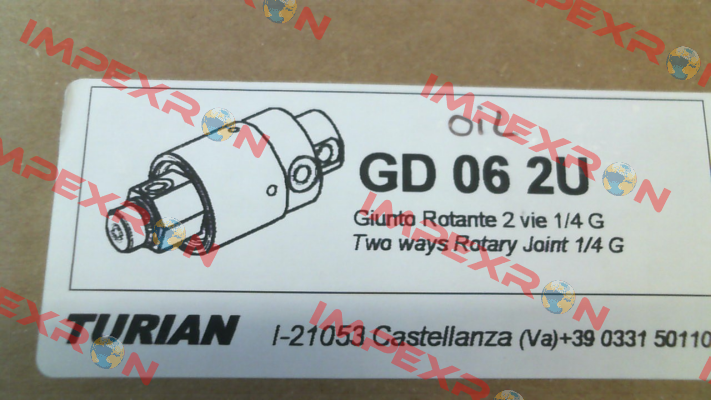 OIL
GD 06 2U
Giunto Rotante 2 vie 1/4 G
Two ways Rotary Joint 1/4 G
TURIAN I-21053 Castellanza (Va)+39 0331 50110
IMPEXRON
IMPEXRON
IMPEXRON
IMPEXRON
IMPEXRON
IMPEXRON